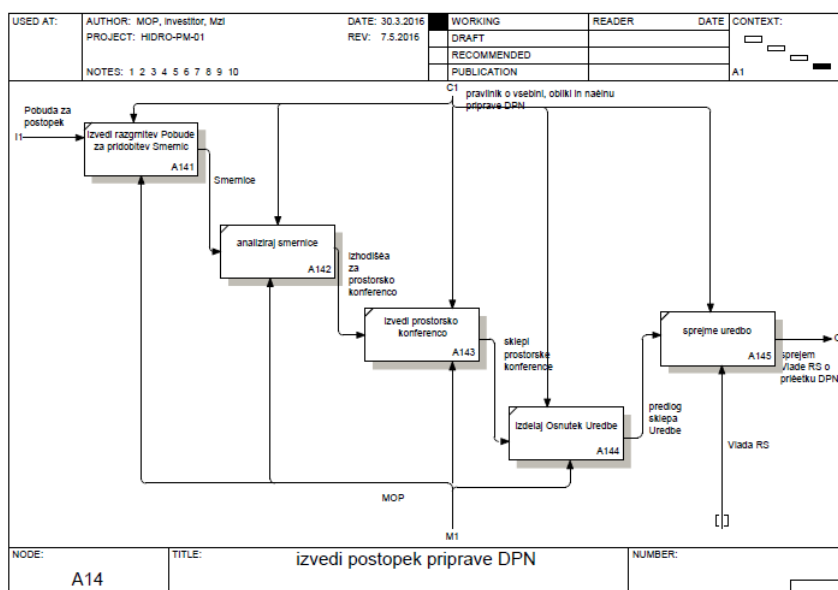 USED AT:
AUTHOR: MOP, Investitor, MzI
DATE: 30.3.2016
WORKING
READER
DATE
CONTEXT:
PROJECT: HIDRO-PM-01
REV: 7.5.2016
DRAFT
RECOMMENDED
NOTES: 1 2 3 4 5 6 7 8 9 10
PUBLICATION
A1
C1
pravilnik o vsebini, obliki in naèinu
priprave DPN
Pobuda za
postopek
I1
izvedi razgrnitev Pobude
za pridobitev Smernic
A141
Smernice
analiziraj smernice
A142
izhodišèa
za
prostorsko
konferenco
izvedi prostorsko
konferenco
A143
sklepi
prostorske
konference
sprejme uredbo
A145
sprejem
Vlade RS o
prièetku DPN
izdelaj Osnutek Uredbe
A144
predlog
sklepa
Uredbe
Vlada RS
MOP
M1
NODE:
A14
TITLE:
izvedi postopek priprave DPN
NUMBER: